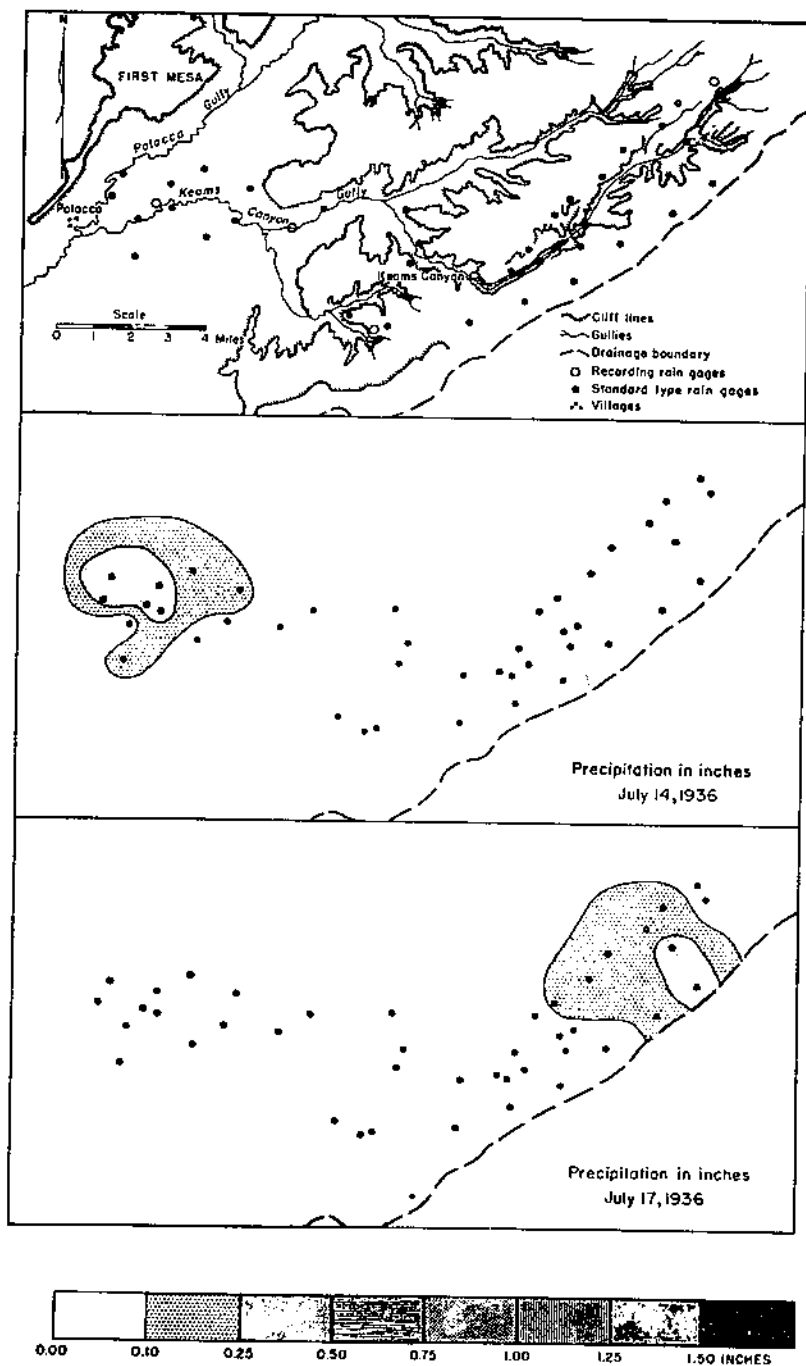 N
FIRST MESA
Polacca
Gully
Keams
Canyon
Gully
Polacca
Keams Canyon
Scale
0 1 2 3 4
Miles
Cliff lines
Gullies
Drainage boundary
Recording rain gages
Standard type rain gages
Villages
Precipitation in inches
July 14, 1936
Precipitation in inches
July 17, 1936
0.00 0.10 0.25 0.50 0.75 1.00 1.25 1.50 INCHES